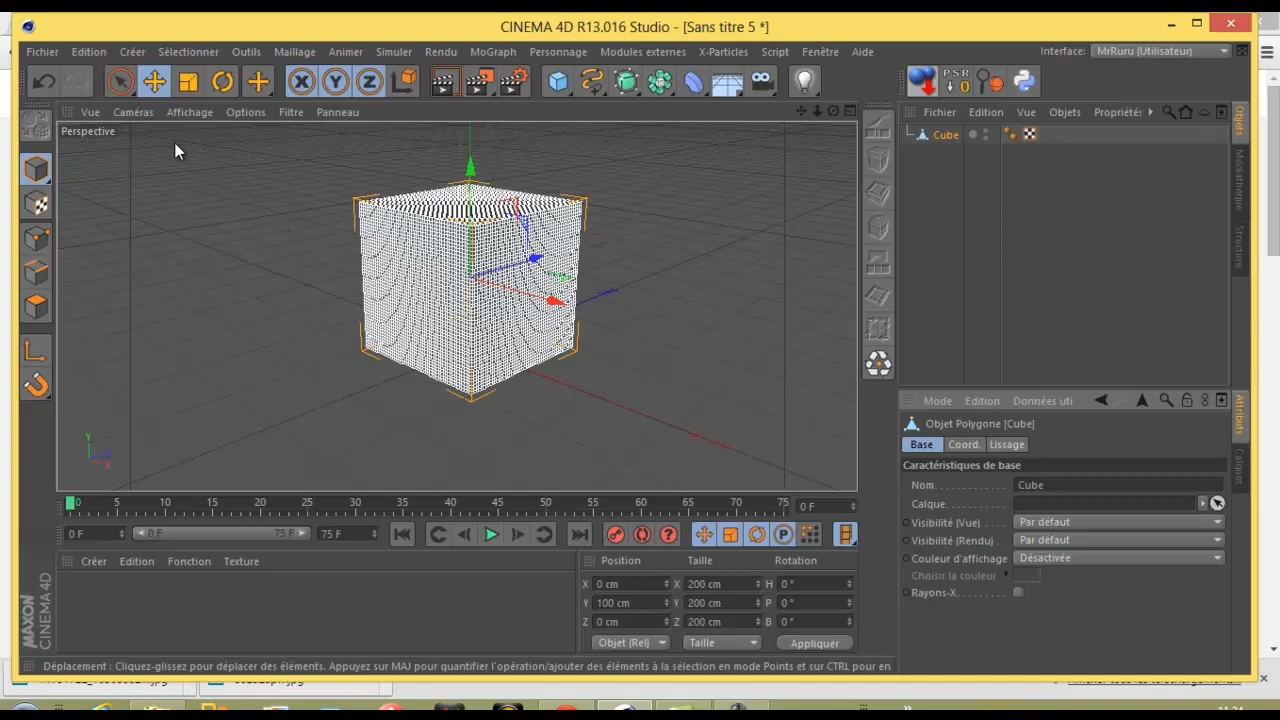 CINEMA 4D R13.016 Studio - [Sans titre 5 *]
Fichier Edition Créer Sélectionner Outils Maillage Animer Simuler Rendu MoGraph Personnage Modules externes X-Particles Script Fenêtre Aide Interface: MrRuru (Utilisateur)
X Y Z PSR 0
Vue Caméras Affichage Options Filtre Panneau
Fichier Edition Vue Objets Propriétés
Perspective
Cube
Objets
Médiathèque
Structure
Mode Edition Données uti
Objet Polygone [Cube]
Base Coord. Lissage
Caractéristiques de base
Nom Cube
Calque
Visibilité (Vue) Par défaut
Visibilité (Rendu) Par défaut
Couleur d'affichage Désactivée
Choisir la couleur
Rayons-X
Attributs
Calques
Y
Z
X
0 5 10 15 20 25 30 35 40 45 50 55 60 65 70 75 0 F
0 F 0 F 75 F 75 F P
Créer Edition Fonction Texture
Position Taille Rotation
X 0 cm X 200 cm H 0 °
Y 100 cm Y 200 cm P 0 °
Z 0 cm Z 200 cm B 0 °
Objet (Rel) Taille Appliquer
MAXON
CINEMA 4D
Déplacement : Cliquez-glissez pour déplacer des éléments. Appuyez sur MAJ pour quantifier l'opération/ajouter des éléments à la sélection en mode Points et sur CTRL pour en